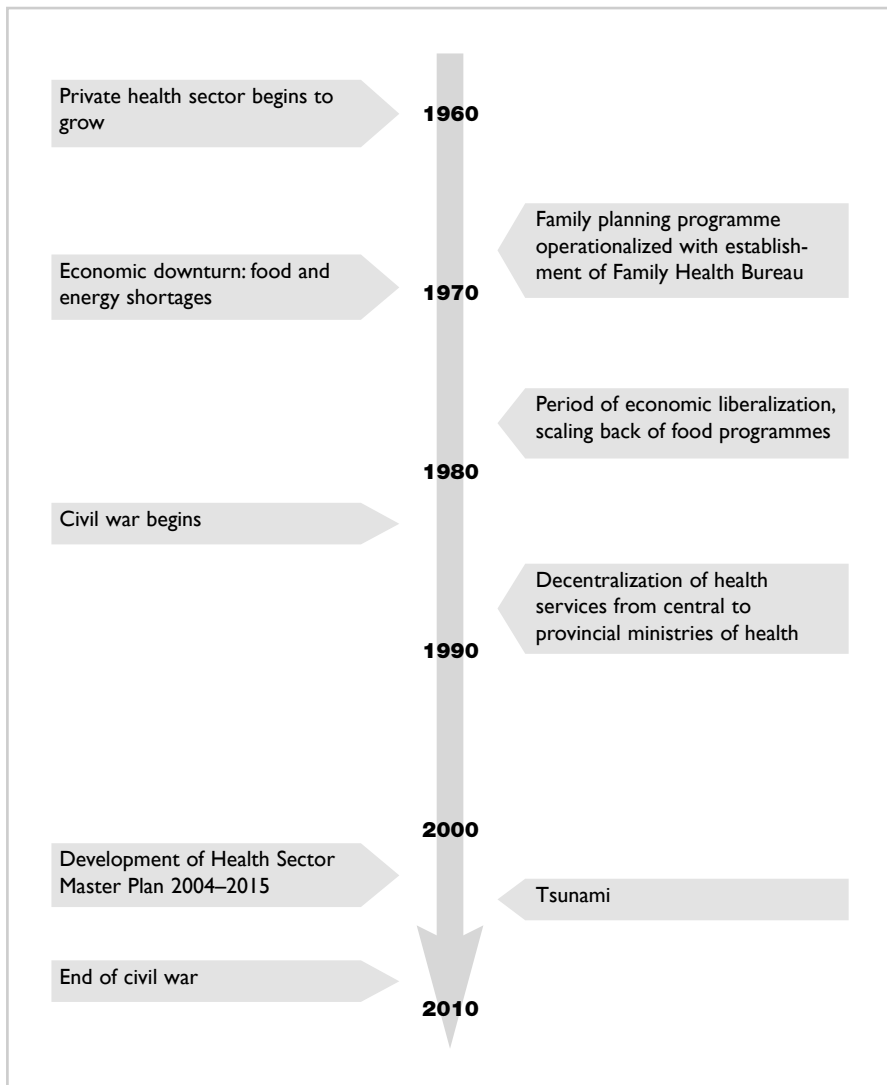 Private health sector begins to
grow
1960
Family planning programme
operationalized with establish-
ment of Family Health Bureau
Economic downturn: food and
energy shortages
1970
Period of economic liberalization,
scaling back of food programmes
1980
Civil war begins
Decentralization of health
services from central to
provincial ministries of health
1990
2000
Development of Health Sector
Master Plan 2004–2015
Tsunami
End of civil war
2010